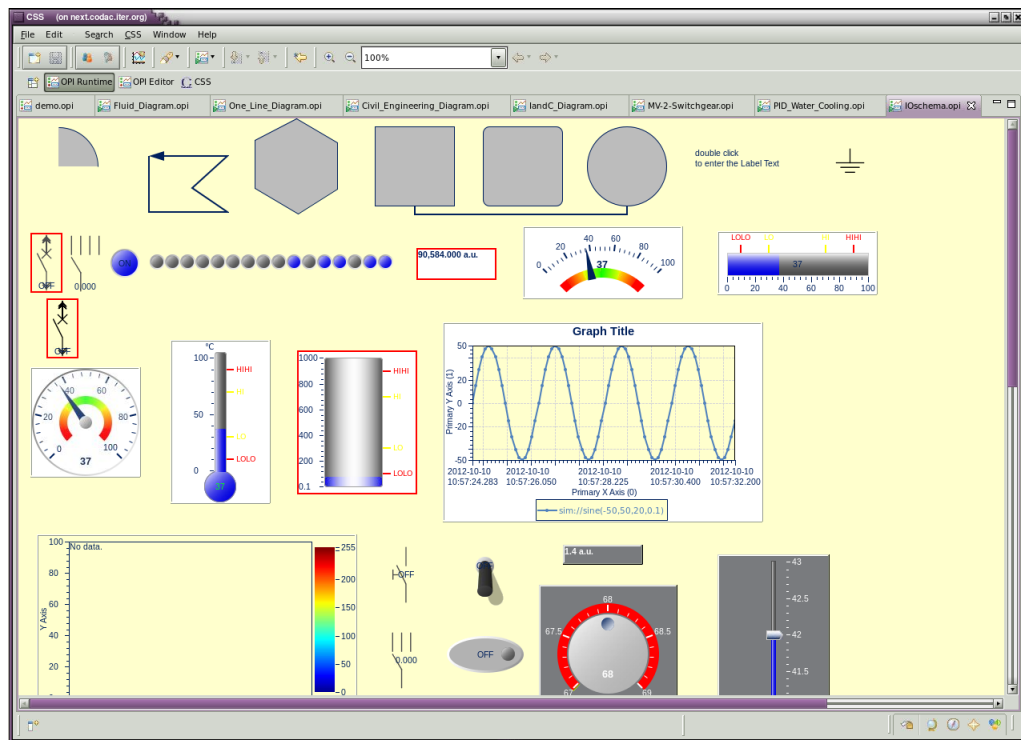 CSS (on next.codac.iter.org)
File Edit Search CSS Window Help
100%
OPI Runtime OPI Editor CSS
demo.opi Fluid_Diagram.opi One_Line_Diagram.opi Civil_Engineering_Diagram.opi IandC_Diagram.opi MV-2-Switchgear.opi PID_Water_Cooling.opi IOschema.opi
double click
to enter the Label Text
OFF 0.000 ON
90,584.000 a.u.
0 20 40 60 80 100
37
LOLO LO HI HIHI
37
0 20 40 60 80 100
OFF
0 20 40 60 80 100
37
°C
100
50
0
HIHI
HI
LO
LOLO
37
1000
800
600
400
200
0.1
HIHI
HI
LO
LOLO
Graph Title
Primary Y Axis (1)
50
20
0
-20
-50
2012-10-10 2012-10-10 2012-10-10 2012-10-10 2012-10-10
10:57:24.283 10:57:26.050 10:57:28.225 10:57:30.400 10:57:32.200
Primary X Axis (0)
sim://sine(-50,50,20,0.1)
No data.
Y Axis
100
80
60
40
20
255
200
150
100
50
0
OFF
OFF
0.000
OFF
1.4 a.u.
67 67.5 68 68.5 69
68
43
42.5
42
41.5